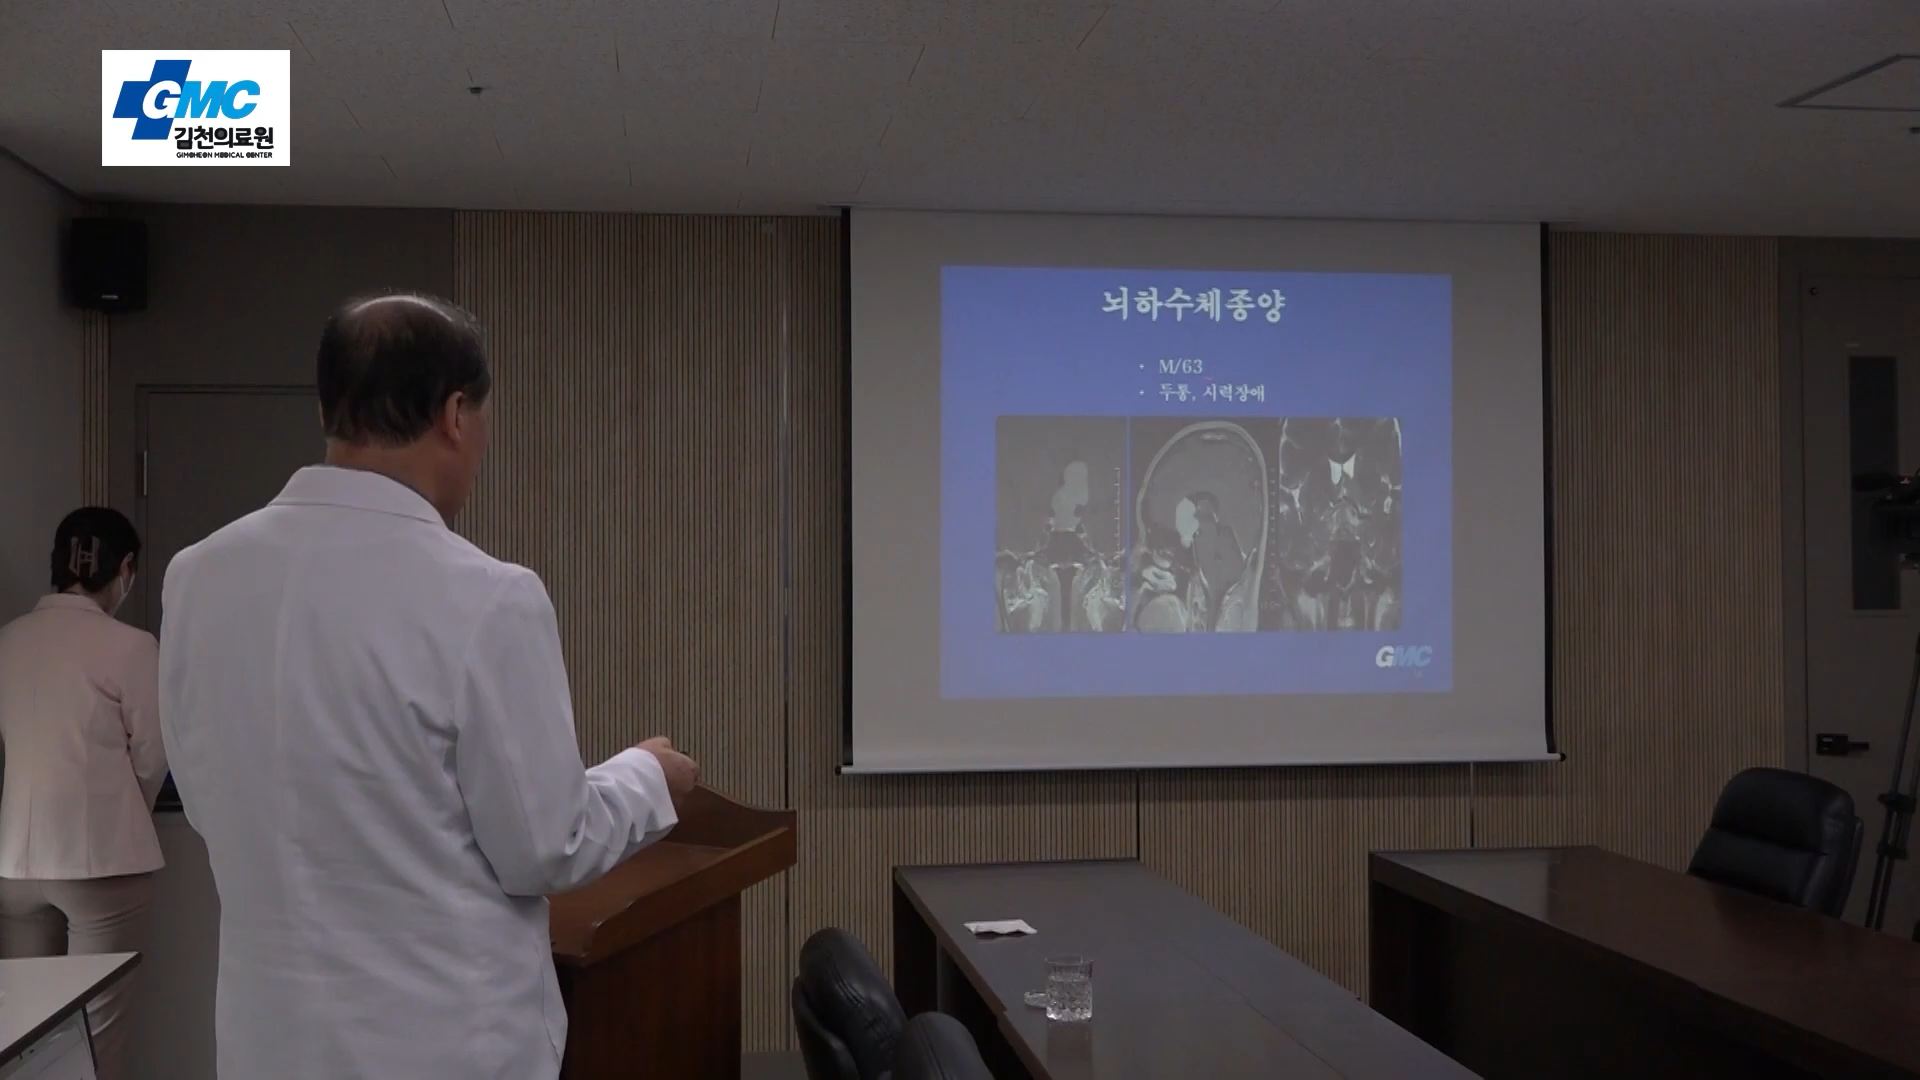 GMC
김천의료원
GIMCHEON MEDICAL CENTER
뇌하수체종양
• M/63
• 두통, 시력장애
GMC